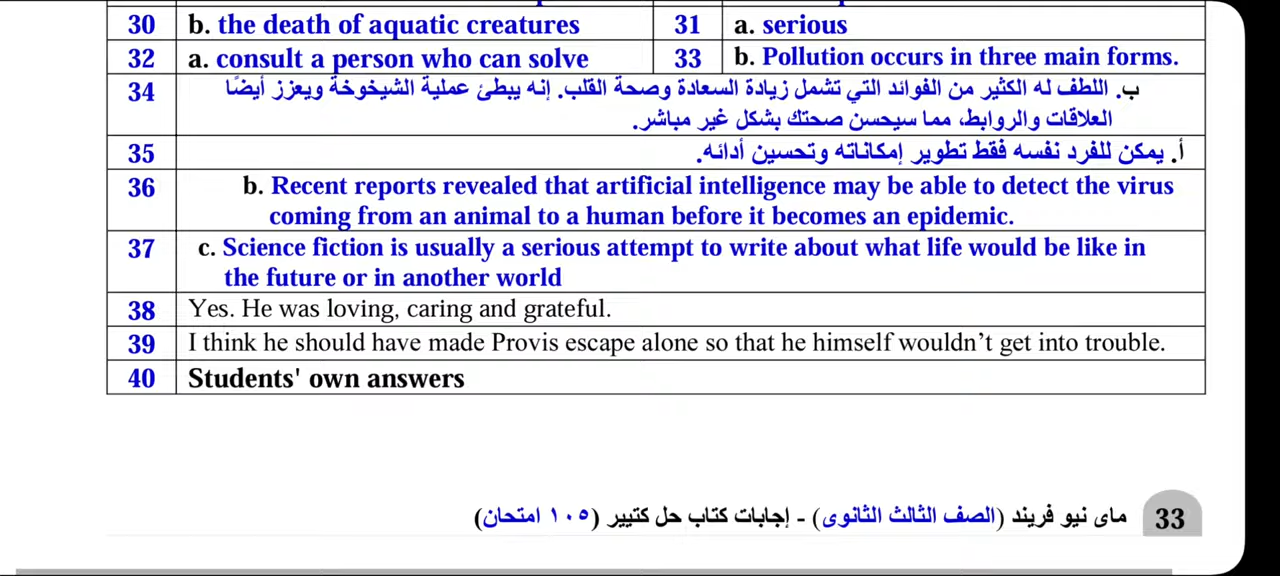 30 b. the death of aquatic creatures 31 a. serious
32 a. consult a person who can solve 33 b. Pollution occurs in three main forms.
34 ب. اللطف له الكثير من الفوائد التي تشمل زيادة السعادة وصحة القلب. إنه يبطئ عملية الشيخوخة ويعزز أيضًا
العلاقات والروابط، مما سيحسن صحتك بشكل غير مباشر.
35 أ. يمكن للفرد نفسه فقط تطوير إمكاناته وتحسين أدائه.
36 b. Recent reports revealed that artificial intelligence may be able to detect the virus
coming from an animal to a human before it becomes an epidemic.
37 c. Science fiction is usually a serious attempt to write about what life would be like in
the future or in another world
38 Yes. He was loving, caring and grateful.
39 I think he should have made Provis escape alone so that he himself wouldn’t get into trouble.
40 Students' own answers
33 ماى نيو فريند (الصف الثالث الثانوى) - إجابات كتاب حل كتيير (١٠٥ امتحان)